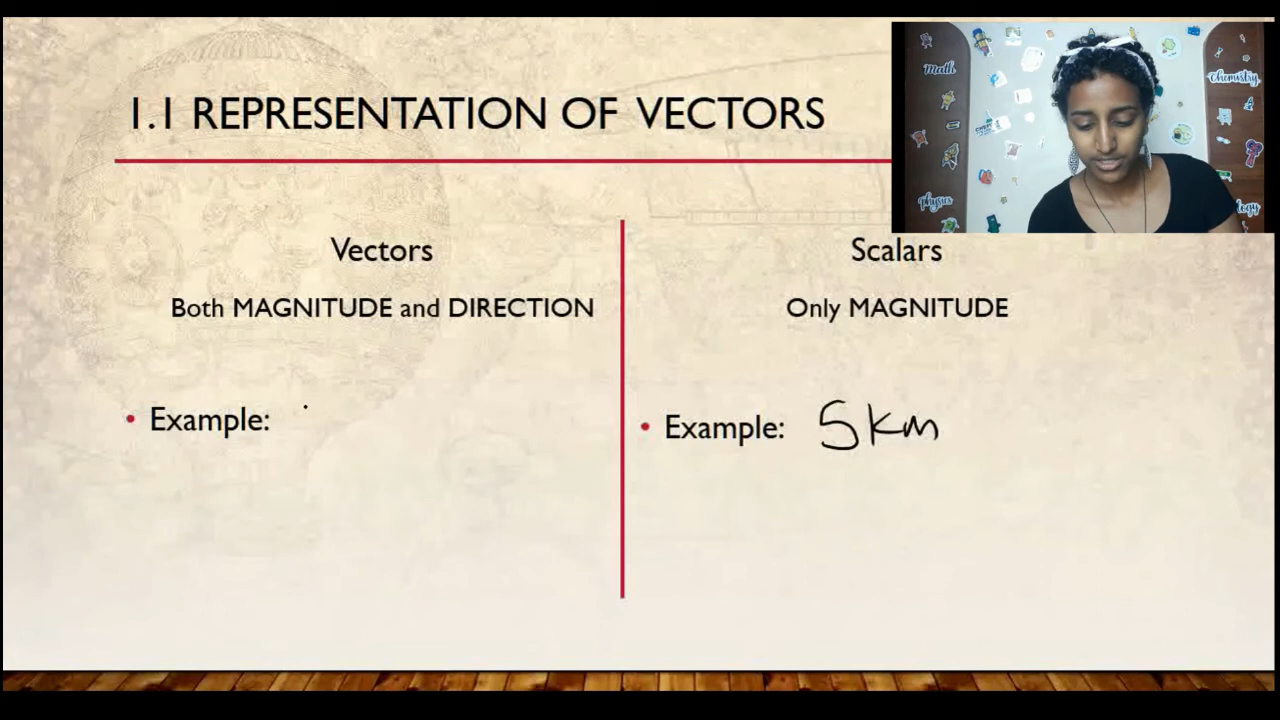 1.1 REPRESENTATION OF VECTORS
Math
Chemistry
physics
logy
Vectors
Both MAGNITUDE and DIRECTION
• Example:
Scalars
Only MAGNITUDE
• Example: 5 km